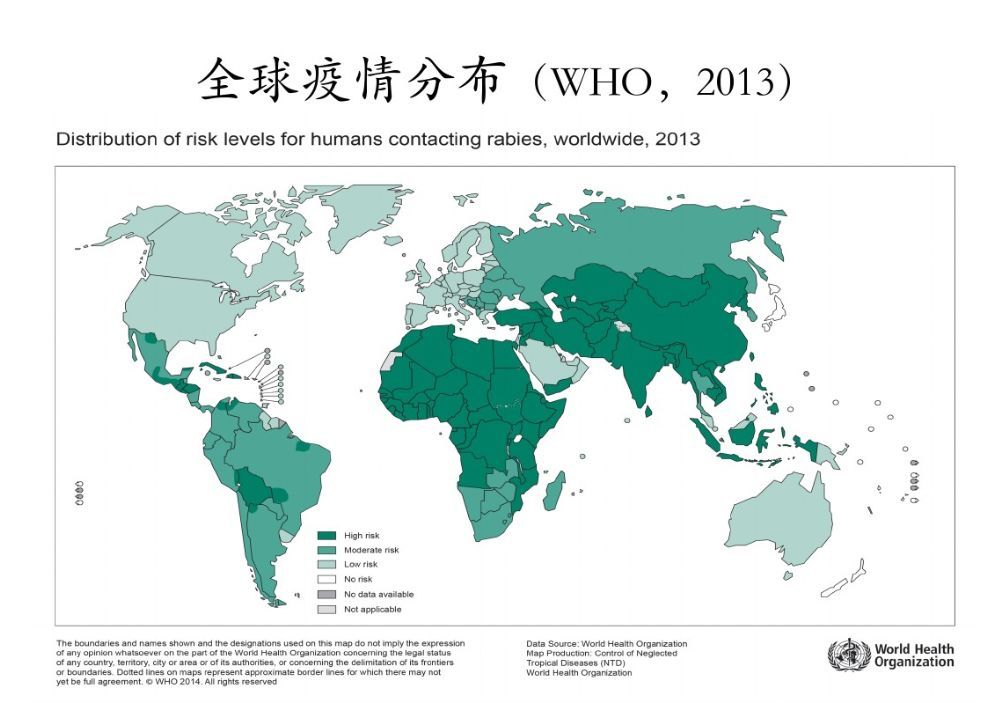 全球疫情分布（WHO，2013）
Distribution of risk levels for humans contacting rabies, worldwide, 2013
High risk
Moderate risk
Low risk
No risk
No data available
Not applicable
The boundaries and names shown and the designations used on this map do not imply the expression
of any opinion whatsoever on the part of the World Health Organization concerning the legal status
of any country, territory, city or area or of its authorities, or concerning the delimitation of its frontiers
or boundaries. Dotted lines on maps represent approximate border lines for which there may not
yet be full agreement. © WHO 2014. All rights reserved
Data Source: World Health Organization
Map Production: Control of Neglected
Tropical Diseases (NTD)
World Health Organization
World Health
Organization